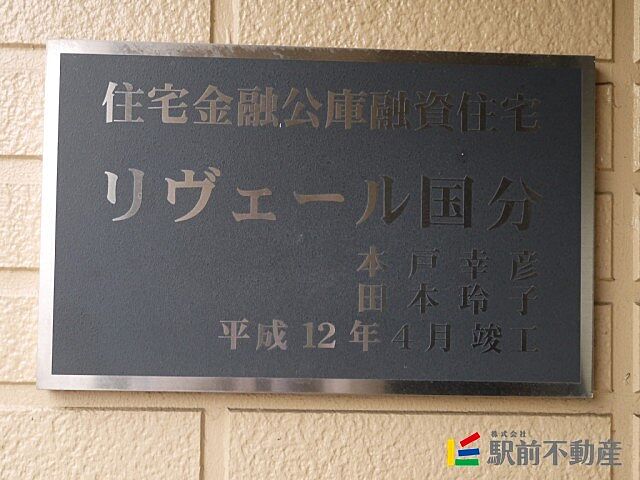 住宅金融公庫融資住宅
リヴェール国分
本戸幸彦
田本玲子
平成12年4月竣工
株式会社
駅前不動産